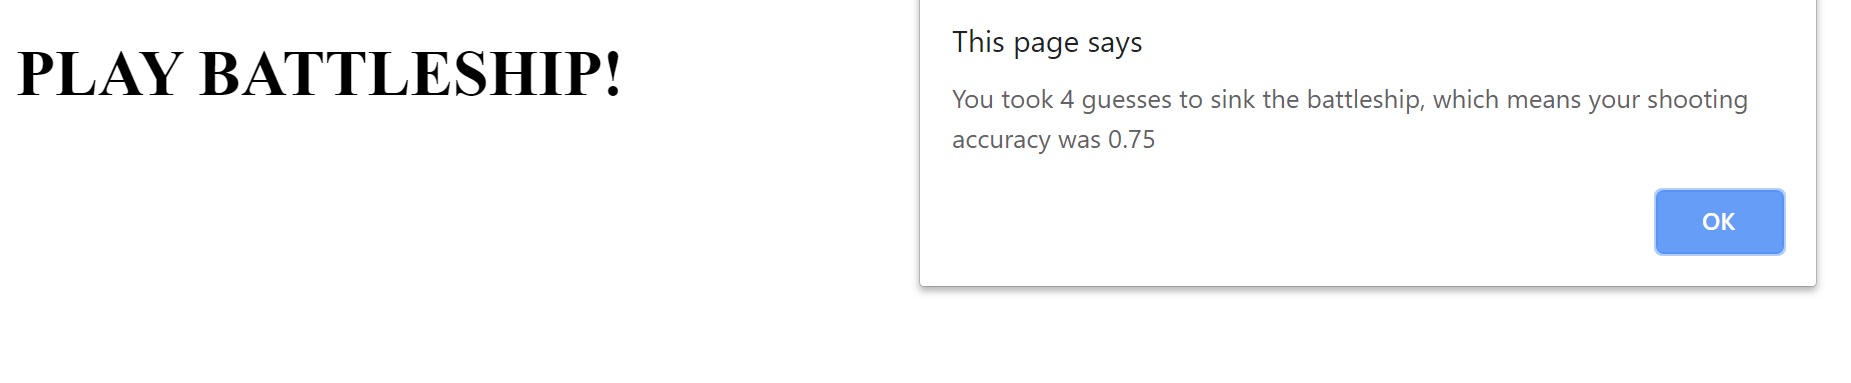 PLAY BATTLESHIP!
This page says
You took 4 guesses to sink the battleship, which means your shooting
accuracy was 0.75
OK